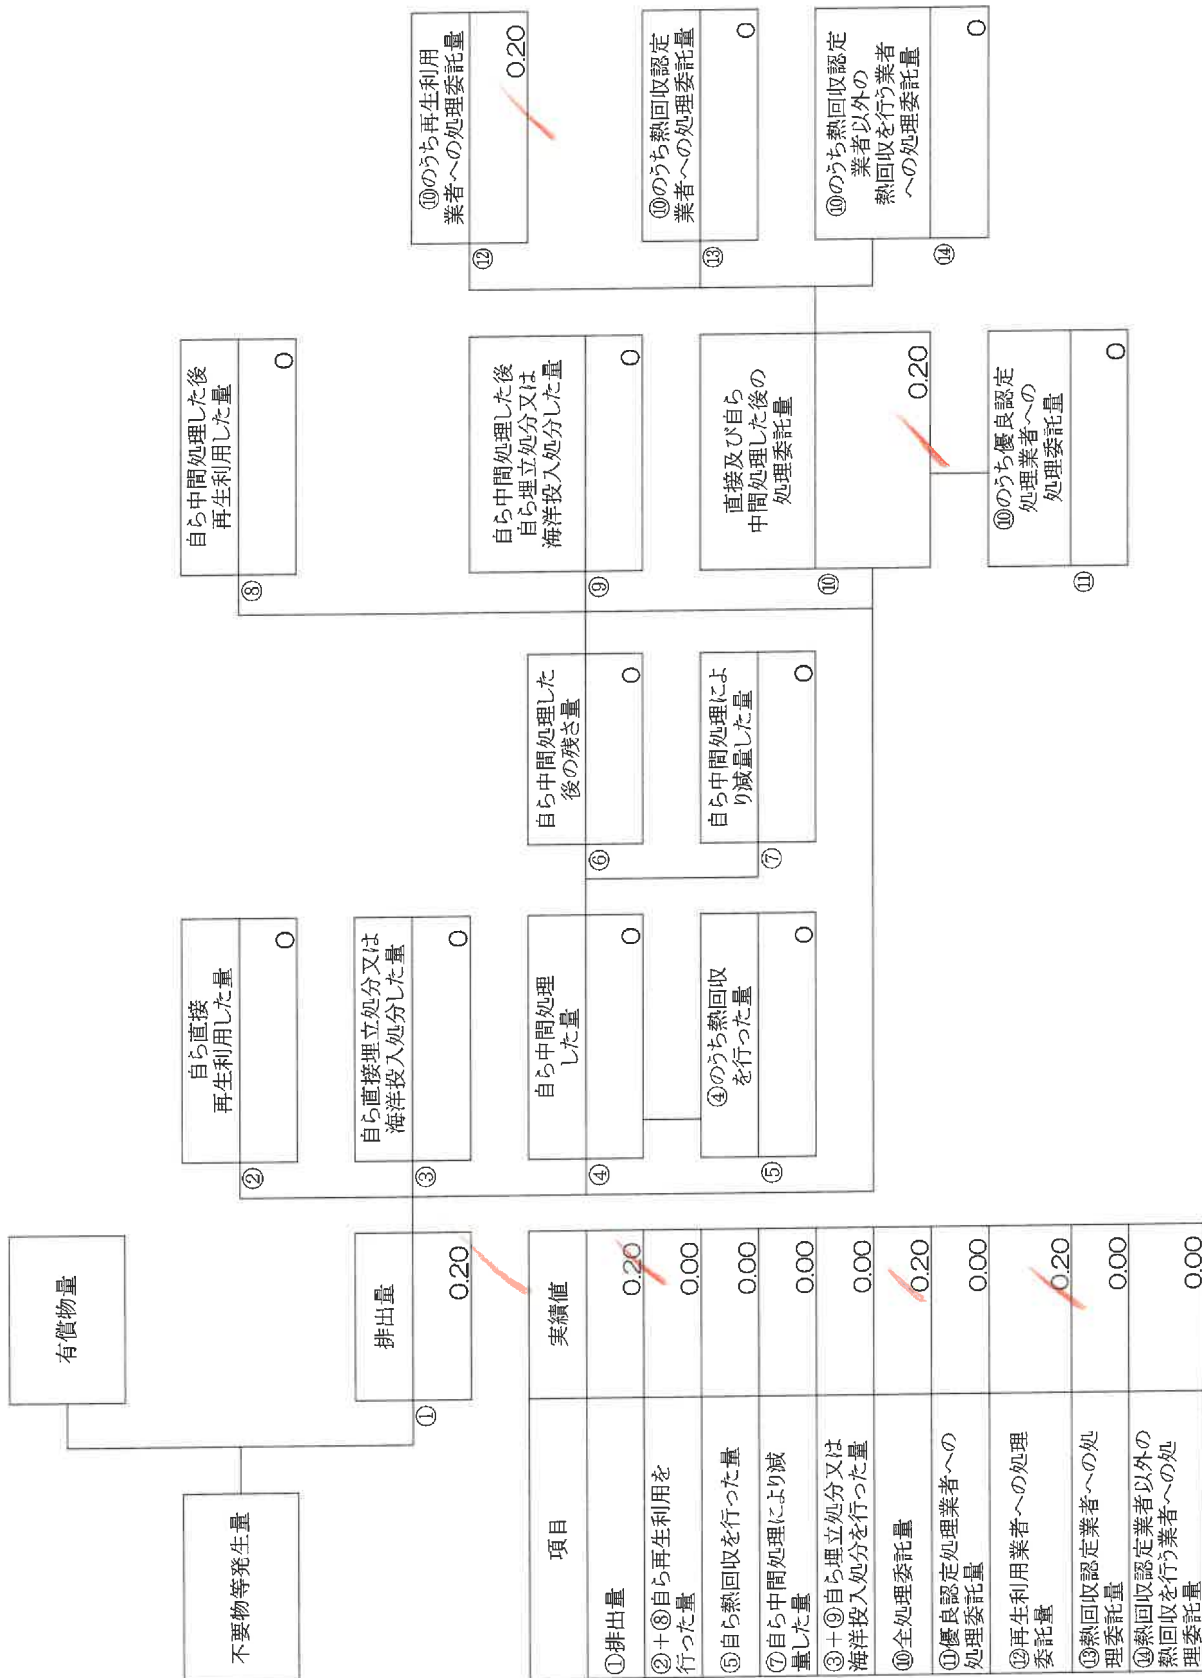 不要物等発生量
有償物量
①
排出量
0.20
②
自ら直接
再生利用した量
0
③
自ら直接埋立処分又は
海洋投入処分した量
0
④
自ら中間処理
した量
0
⑤
④のうち熱回収
を行った量
0
⑥
自ら中間処理した
後の残さ量
0
⑦
自ら中間処理によ
り減量した量
0
⑧
自ら中間処理した後
再生利用した量
0
⑨
自ら中間処理した後
自ら埋立処分又は
海洋投入処分した量
0
⑩
直接及び自ら
中間処理した後の
処理委託量
0.20
⑪
⑩のうち優良認定
処理業者への
処理委託量
0
⑫
⑩のうち再生利用
業者への処理委託量
0.20
⑬
⑩のうち熱回収認定
業者への処理委託量
0
⑭
⑩のうち熱回収認定
業者以外の
熱回収を行う業者
への処理委託量
0
項目 実績値
①排出量 0.20
②+⑧自ら再生利用を
行った量 0.00
⑤自ら熱回収を行った量 0.00
⑦自ら中間処理により減
量した量 0.00
③+⑨自ら埋立処分又は
海洋投入処分を行った量 0.00
⑩全処理委託量 0.20
⑪優良認定処理業者への
処理委託量 0.00
⑫再生利用業者への処理
委託量 0.20
⑬熱回収認定業者への処
理委託量 0.00
⑭熱回収認定業者以外の
熱回収を行う業者への処
理委託量 0.00